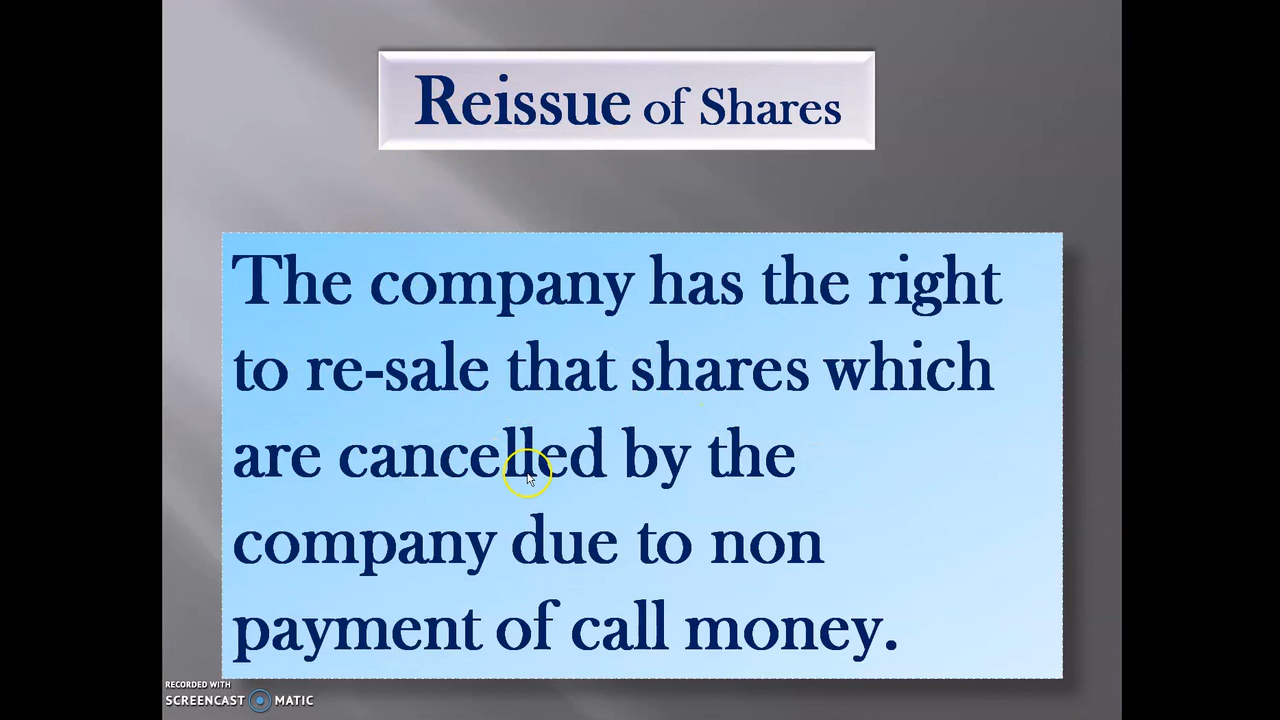 Reissue of Shares
The company has the right
to re-sale that shares which
are cancelled by the
company due to non
payment of call money.
RECORDED WITH
SCREENCAST MATIC